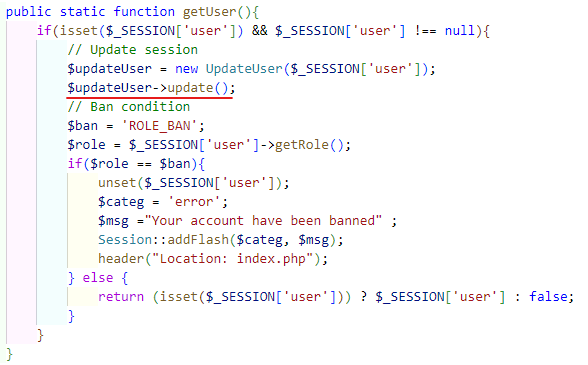 public static function getUser(){
    if(isset($_SESSION['user']) && $_SESSION['user'] !== null){
        // Update session
        $updateUser = new UpdateUser($_SESSION['user']);
        $updateUser->update();
        // Ban condition
        $ban = 'ROLE_BAN';
        $role = $_SESSION['user']->getRole();
        if($role == $ban){
            unset($_SESSION['user']);
            $categ = 'error';
            $msg ="Your account have been banned" ;
            Session::addFlash($categ, $msg);
            header("Location: index.php");
        } else {
            return (isset($_SESSION['user'])) ? $_SESSION['user'] : false;
        }
    }
}